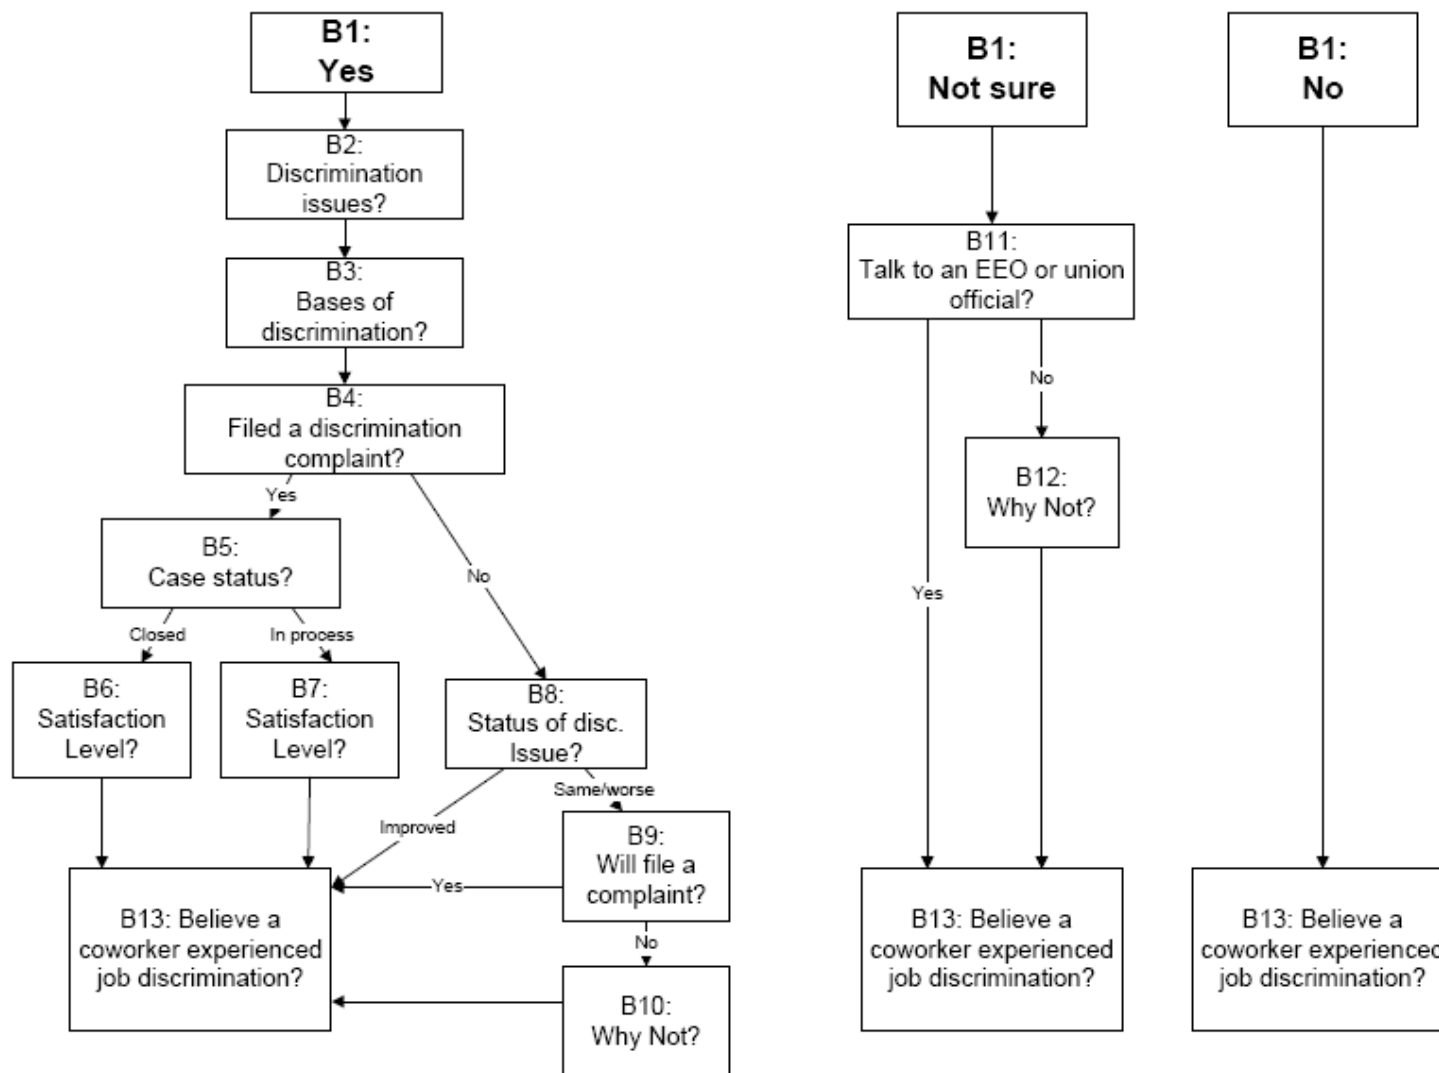 B1:
Yes
B2:
Discrimination
issues?
B3:
Bases of
discrimination?
B4:
Filed a discrimination
complaint?
Yes
No
B5:
Case status?
Closed
In process
B6:
Satisfaction
Level?
B7:
Satisfaction
Level?
B8:
Status of disc.
Issue?
Improved
Same/worse
B9:
Will file a
complaint?
Yes
No
B10:
Why Not?
B13: Believe a
coworker experienced
job discrimination?
B1:
Not sure
B11:
Talk to an EEO or union
official?
Yes
No
B12:
Why Not?
B13: Believe a
coworker experienced
job discrimination?
B1:
No
B13: Believe a
coworker experienced
job discrimination?